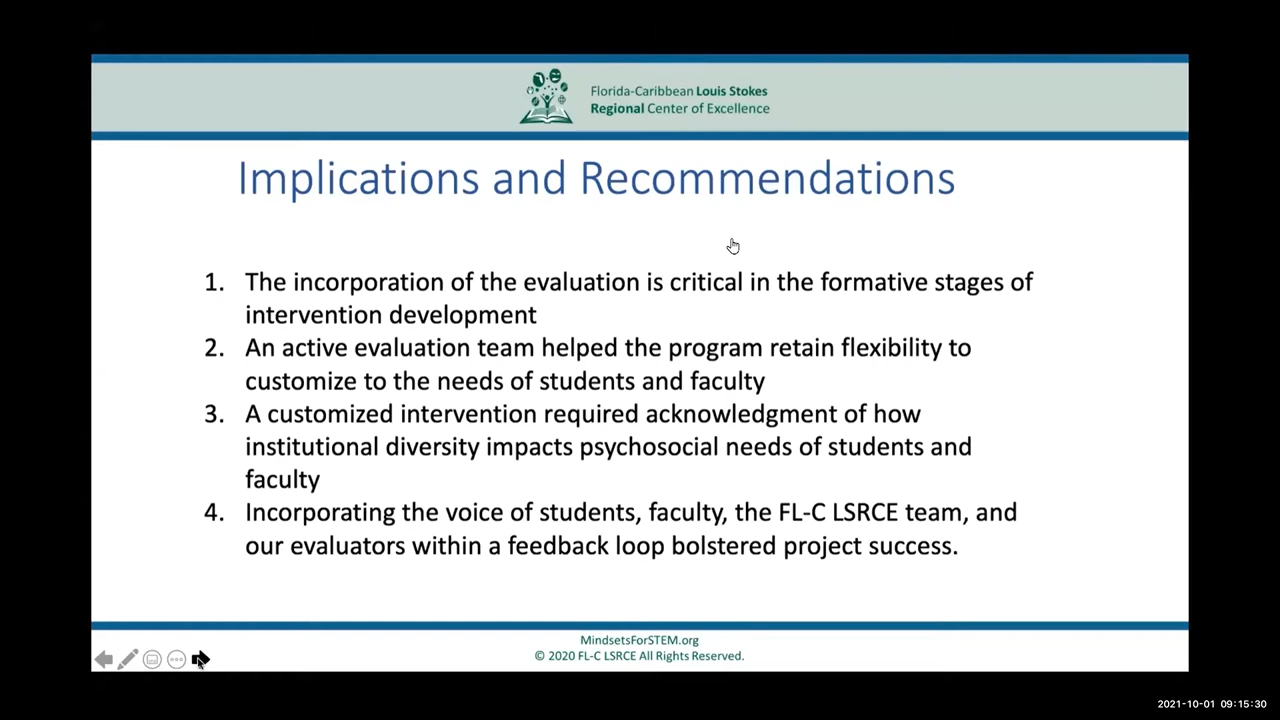 Florida-Caribbean Louis Stokes
Regional Center of Excellence
Implications and Recommendations
1. The incorporation of the evaluation is critical in the formative stages of
intervention development
2. An active evaluation team helped the program retain flexibility to
customize to the needs of students and faculty
3. A customized intervention required acknowledgment of how
institutional diversity impacts psychosocial needs of students and
faculty
4. Incorporating the voice of students, faculty, the FL-C LSRCE team, and
our evaluators within a feedback loop bolstered project success.
MindsetsForSTEM.org
© 2020 FL-C LSRCE All Rights Reserved.
2021-10-01 09:15:30